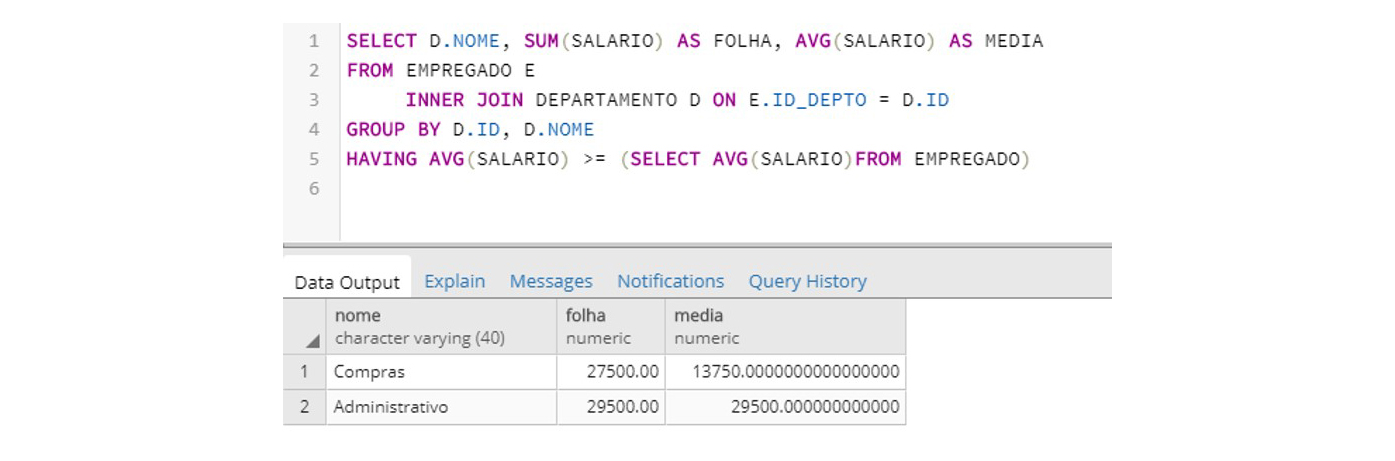 1 SELECT D.NOME, SUM(SALARIO) AS FOLHA, AVG(SALARIO) AS MEDIA
2 FROM EMPREGADO E
3 INNER JOIN DEPARTAMENTO D ON E.ID_DEPTO = D.ID
4 GROUP BY D.ID, D.NOME
5 HAVING AVG(SALARIO) >= (SELECT AVG(SALARIO)FROM EMPREGADO)
6
Data Output Explain Messages Notifications Query History
nome folha media
character varying (40) numeric numeric
1 Compras 27500.00 13750.0000000000000000
2 Administrativo 29500.00 29500.000000000000